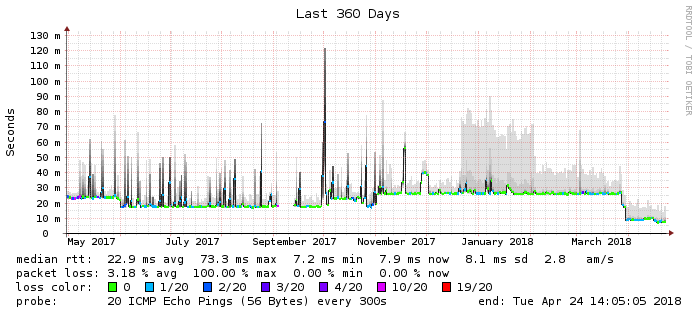 Last 360 Days
RRDTOOL / TOBI OETIKER
Seconds
130 m
120 m
110 m
100 m
90 m
80 m
70 m
60 m
50 m
40 m
30 m
20 m
10 m
0
May 2017 July 2017 September 2017 November 2017 January 2018 March 2018
median rtt: 22.9 ms avg 73.3 ms max 7.2 ms min 7.9 ms now 8.1 ms sd 2.8 am/s
packet loss: 3.18 % avg 100.00 % max 0.00 % min 0.00 % now
loss color: 0 1/20 2/20 3/20 4/20 10/20 19/20
probe: 20 ICMP Echo Pings (56 Bytes) every 300s end: Tue Apr 24 14:05:05 2018